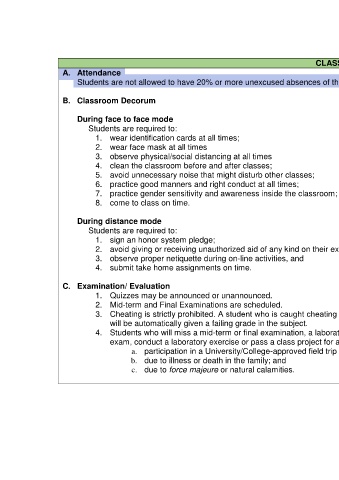 CLASS
A. Attendance
Students are not allowed to have 20% or more unexcused absences of th
B. Classroom Decorum
During face to face mode
Students are required to:
1. wear identification cards at all times;
2. wear face mask at all times
3. observe physical/social distancing at all times
4. clean the classroom before and after classes;
5. avoid unnecessary noise that might disturb other classes;
6. practice good manners and right conduct at all times;
7. practice gender sensitivity and awareness inside the classroom;
8. come to class on time.
During distance mode
Students are required to:
1. sign an honor system pledge;
2. avoid giving or receiving unauthorized aid of any kind on their ex
3. observe proper netiquette during on-line activities, and
4. submit take home assignments on time.
C. Examination/ Evaluation
1. Quizzes may be announced or unannounced.
2. Mid-term and Final Examinations are scheduled.
3. Cheating is strictly prohibited. A student who is caught cheating
will be automatically given a failing grade in the subject.
4. Students who will miss a mid-term or final examination, a laborat
exam, conduct a laboratory exercise or pass a class project for a
a. participation in a University/College-approved field trip
b. due to illness or death in the family; and
c. due to force majeure or natural calamities.